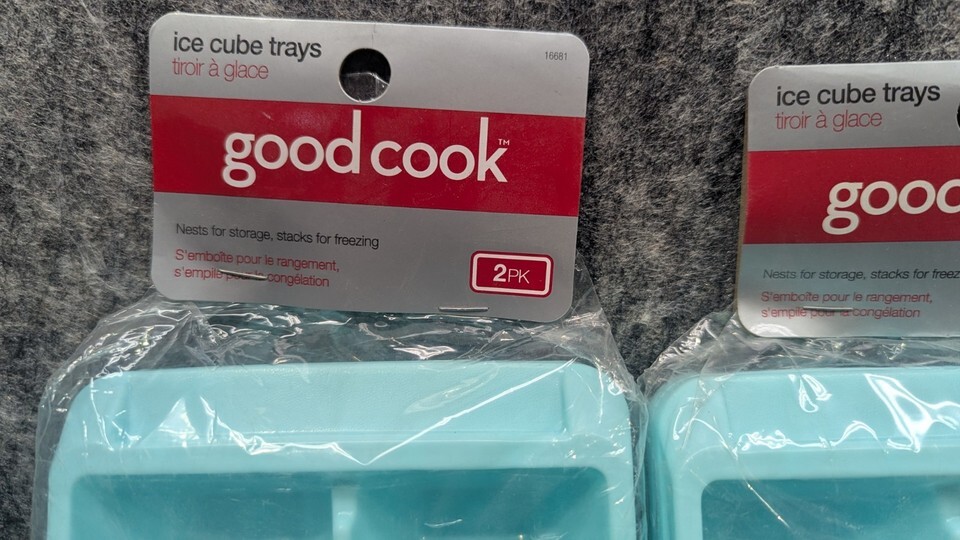 ice cube trays
tiroir à glace
16681
good cook™
Nests for storage, stacks for freezing
S'emboîte pour le rangement,
s'empile pour la congélation
2PK
ice cube trays
tiroir à glace
good
Nests for storage, stacks for freez
S'emboîte pour le rangement,
s'empile pour la congélation